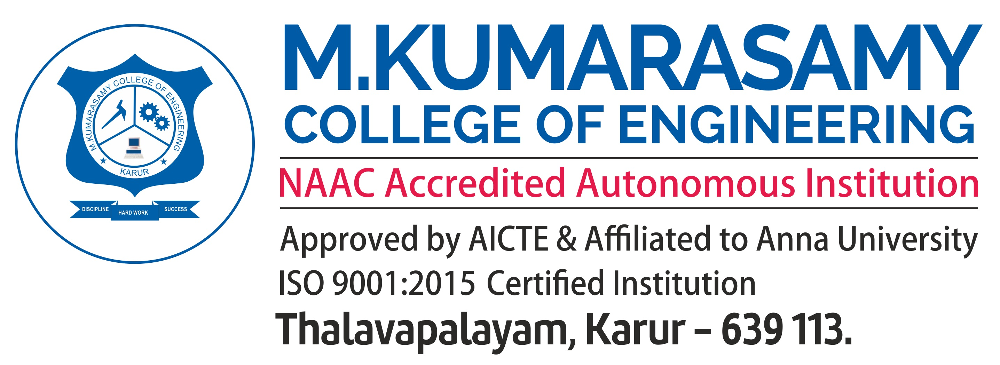 M.KUMARASAMY COLLEGE OF ENGINEERING
KARUR
DISCIPLINE
HARD WORK
SUCCESS
M.KUMARASAMY
COLLEGE OF ENGINEERING
NAAC Accredited Autonomous Institution
Approved by AICTE & Affiliated to Anna University
ISO 9001:2015 Certified Institution
Thalavapalayam, Karur – 639 113.